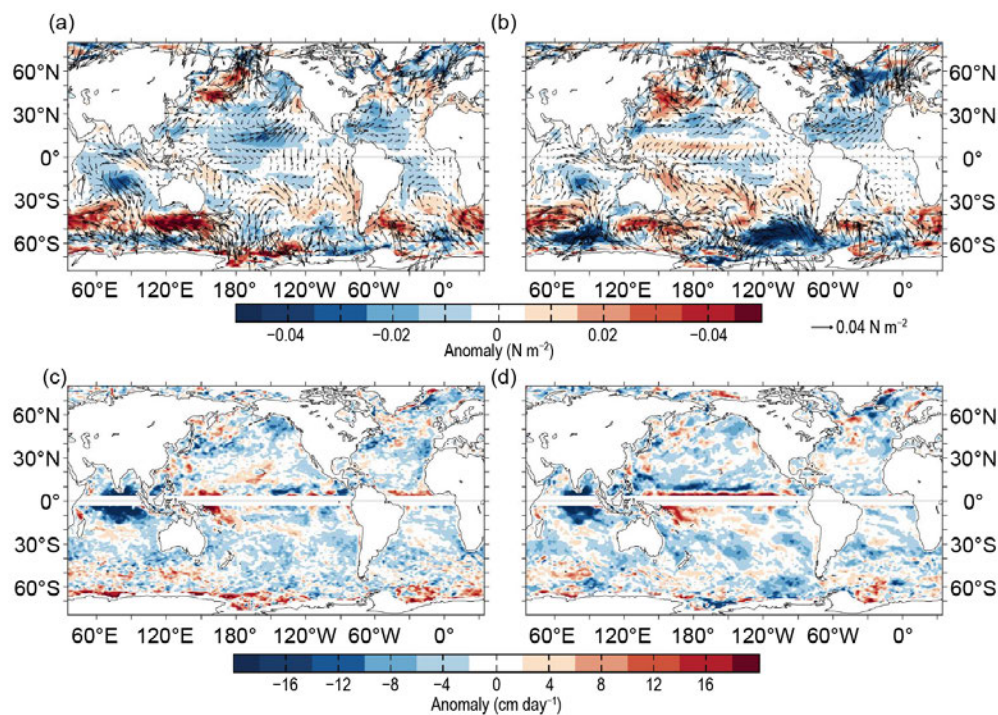 (a) (b)
60°N 60°N
30°N 30°N
0° 0°
30°S 30°S
60°S 60°S
60°E 120°E 180° 120°W 60°W 0° 60°E 120°E 180° 120°W 60°W 0°
−0.04 −0.02 0 0.02 −0.04
Anomaly (N m⁻²)
0.04 N m⁻²
(c) (d)
60°N 60°N
30°N 30°N
0° 0°
30°S 30°S
60°S 60°S
60°E 120°E 180° 120°W 60°W 0° 60°E 120°E 180° 120°W 60°W 0°
−16 −12 −8 −4 0 4 8 12 16
Anomaly (cm day⁻¹)